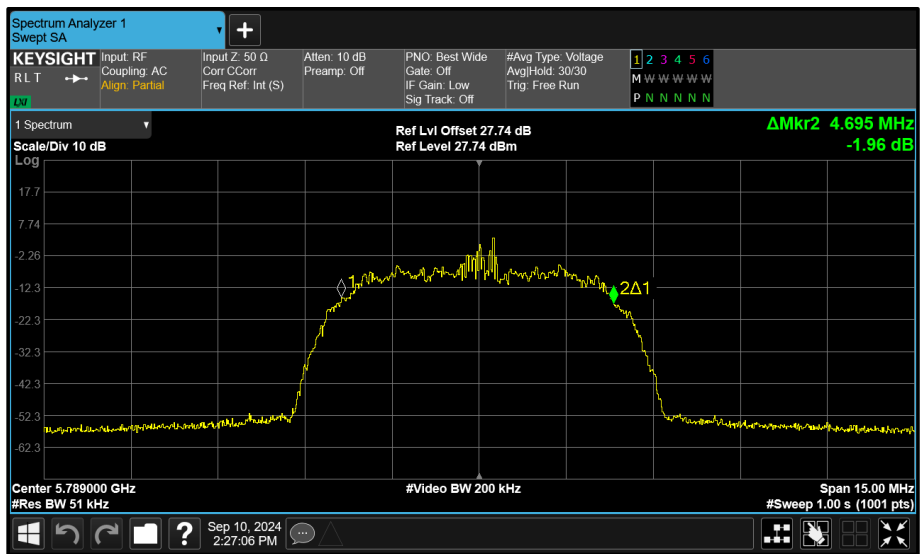 Spectrum Analyzer 1
Swept SA
+
KEYSIGHT
R L T
LXI
Input: RF
Coupling: AC
Align: Partial
Input Z: 50 Ω
Corr CCorr
Freq Ref: Int (S)
Atten: 10 dB
Preamp: Off
PNO: Best Wide
Gate: Off
IF Gain: Low
Sig Track: Off
#Avg Type: Voltage
Avg|Hold: 30/30
Trig: Free Run
1 2 3 4 5 6
M W W W W W
P N N N N N
1 Spectrum
Scale/Div 10 dB
Ref Lvl Offset 27.74 dB
Ref Level 27.74 dBm
ΔMkr2 4.695 MHz
-1.96 dB
Log
17.7
7.74
-2.26
-12.3
-22.3
-32.3
-42.3
-52.3
-62.3
1
2Δ1
Center 5.789000 GHz
#Res BW 51 kHz
#Video BW 200 kHz
Span 15.00 MHz
#Sweep 1.00 s (1001 pts)
?
Sep 10, 2024
2:27:06 PM